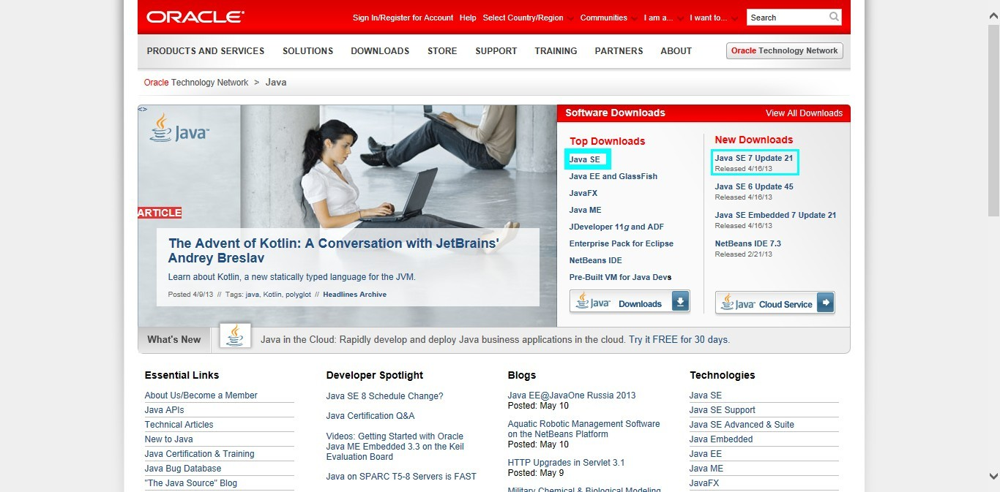 ORACLE
Sign In/Register for Account Help Select Country/Region Communities I am a... I want to... Search
PRODUCTS AND SERVICES SOLUTIONS DOWNLOADS STORE SUPPORT TRAINING PARTNERS ABOUT Oracle Technology Network
Oracle Technology Network > Java
<>
Java™
ARTICLE
The Advent of Kotlin: A Conversation with JetBrains'
Andrey Breslav
Learn about Kotlin, a new statically typed language for the JVM.
Posted 4/9/13 // Tags: java, Kotlin, polyglot // Headlines Archive
Software Downloads View All Downloads
Top Downloads
Java SE
Java EE and GlassFish
JavaFX
Java ME
JDeveloper 11g and ADF
Enterprise Pack for Eclipse
NetBeans IDE
Pre-Built VM for Java Devs
Java Downloads
New Downloads
Java SE 7 Update 21
Released 4/16/13
Java SE 6 Update 45
Released 4/16/13
Java SE Embedded 7 Update 21
Released 4/16/13
NetBeans IDE 7.3
Released 2/21/13
Java Cloud Service
What's New Java in the Cloud: Rapidly develop and deploy Java business applications in the cloud. Try it FREE for 30 days.
Essential Links
About Us/Become a Member
Java APIs
Technical Articles
New to Java
Java Certification & Training
Java Bug Database
"The Java Source" Blog
Developer Spotlight
Java SE 8 Schedule Change?
Java Certification Q&A
Videos: Getting Started with Oracle
Java ME Embedded 3.3 on the Keil
Evaluation Board
Java on SPARC T5-8 Servers is FAST
Blogs
Java EE@JavaOne Russia 2013
Posted: May 10
Aquatic Robotic Management Software
on the NetBeans Platform
Posted: May 10
HTTP Upgrades in Servlet 3.1
Posted: May 9
Military Chemical & Biological Modeling
Technologies
Java SE
Java SE Support
Java SE Advanced & Suite
Java Embedded
Java EE
Java ME
JavaFX